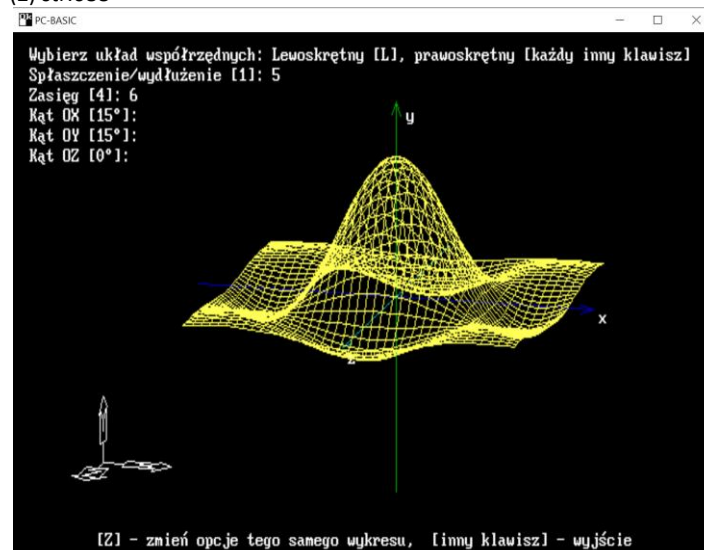 PC-BASIC
Wybierz układ współrzędnych: Lewoskrętny [L], prawoskrętny [każdy inny klawisz]
Spłaszczenie/wydłużenie [1]: 5
Zasięg [4]: 6
Kąt OX [15°]:
Kąt OY [15°]:
Kąt OZ [0°]:
y
x
z
[Z] - zmień opcje tego samego wykresu, [inny klawisz] - wyjście